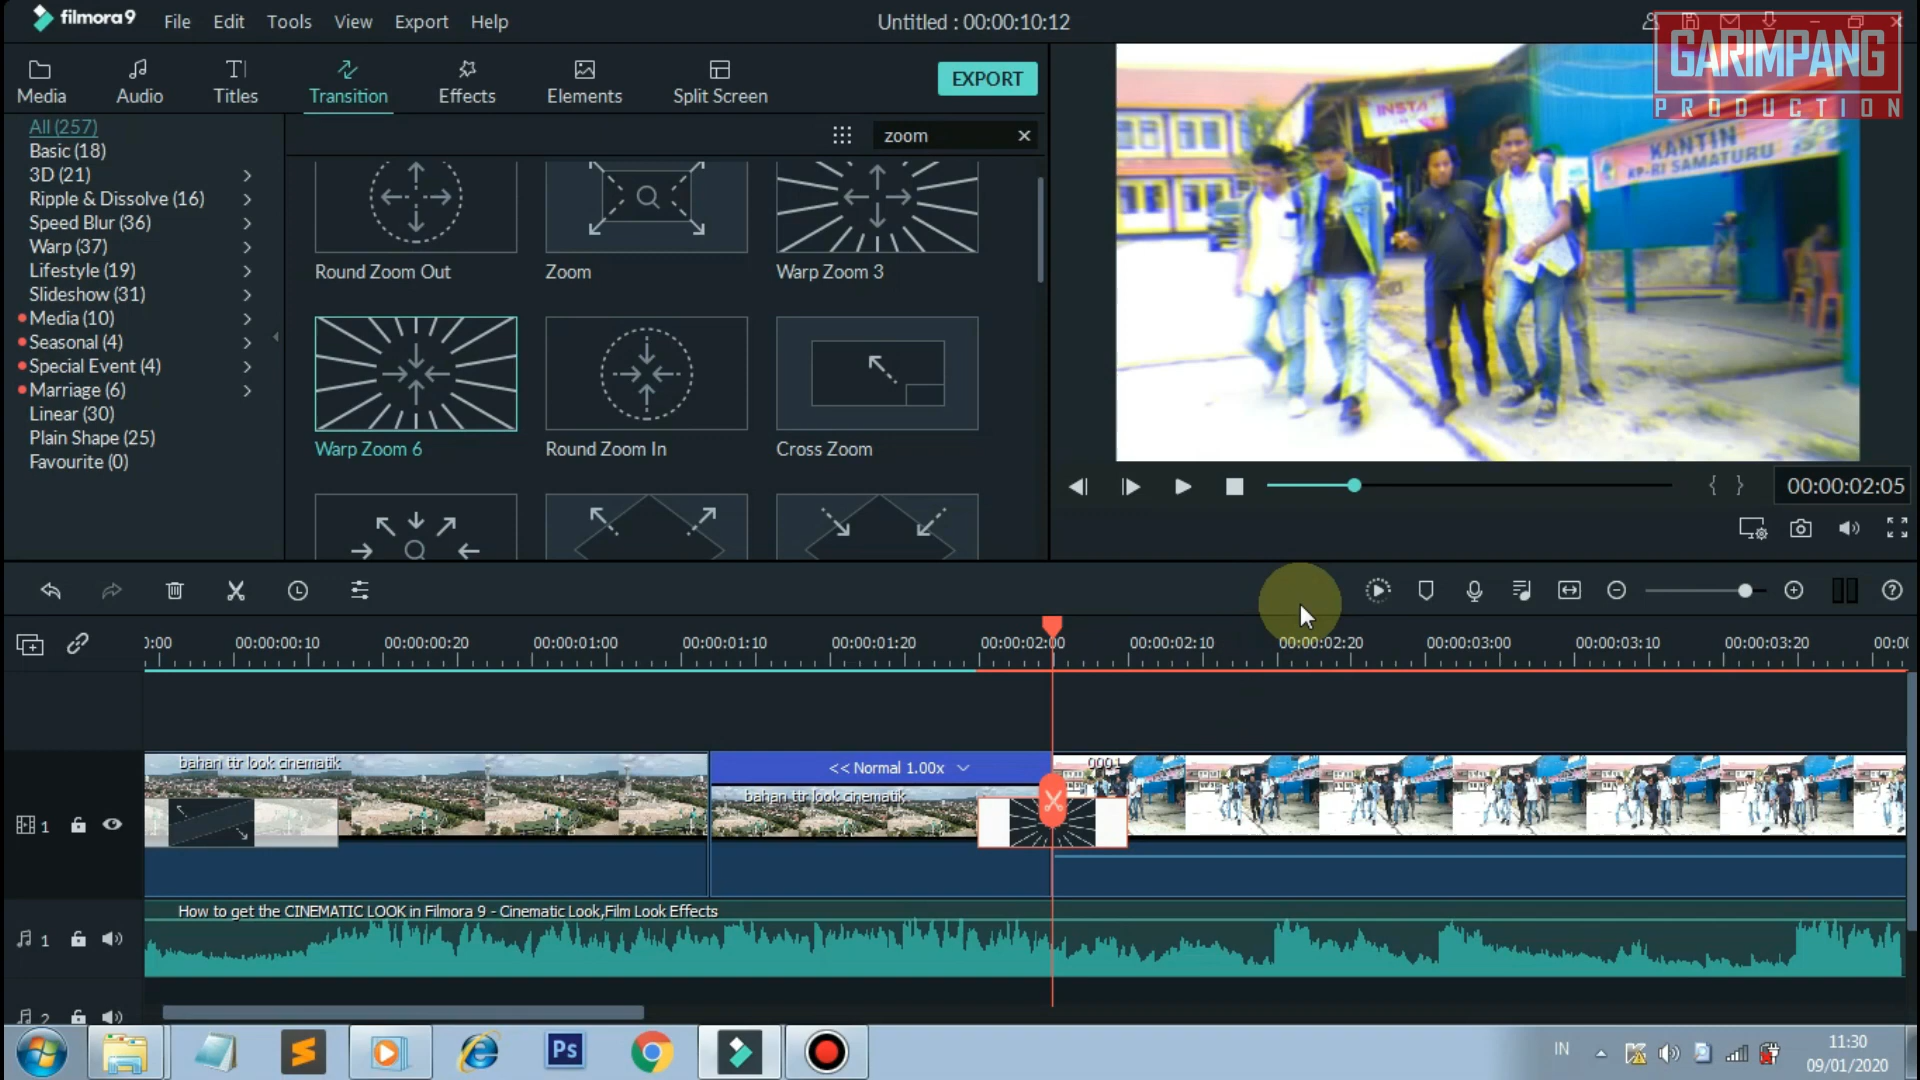 filmora9
File Edit Tools View Export Help
Untitled : 00:00:10:12
GARIMPANG
PRODUCTION
Media Audio Titles Transition Effects Elements Split Screen
EXPORT
zoom
All (257)
Basic (18)
3D (21)
Ripple & Dissolve (16)
Speed Blur (36)
Warp (37)
Lifestyle (19)
Slideshow (31)
Media (10)
Seasonal (4)
Special Event (4)
Marriage (6)
Linear (30)
Plain Shape (25)
Favourite (0)
Round Zoom Out Zoom Warp Zoom 3
Warp Zoom 6 Round Zoom In Cross Zoom
INSTA
KANTIN
KP-RI SAMATURU
00:00:02:05
00:00:00:10 00:00:00:20 00:00:01:00 00:00:01:10 00:00:01:20 00:00:02:00 00:00:02:10 00:00:02:20 00:00:03:00 00:00:03:10 00:00:03:20
bahan ttr look cinematik
<< Normal 1.00x
bahan ttr look cinematik
0001
1
How to get the CINEMATIC LOOK in Filmora 9 - Cinematic Look,Film Look Effects
1
2
Ps
IN
11:30
09/01/2020